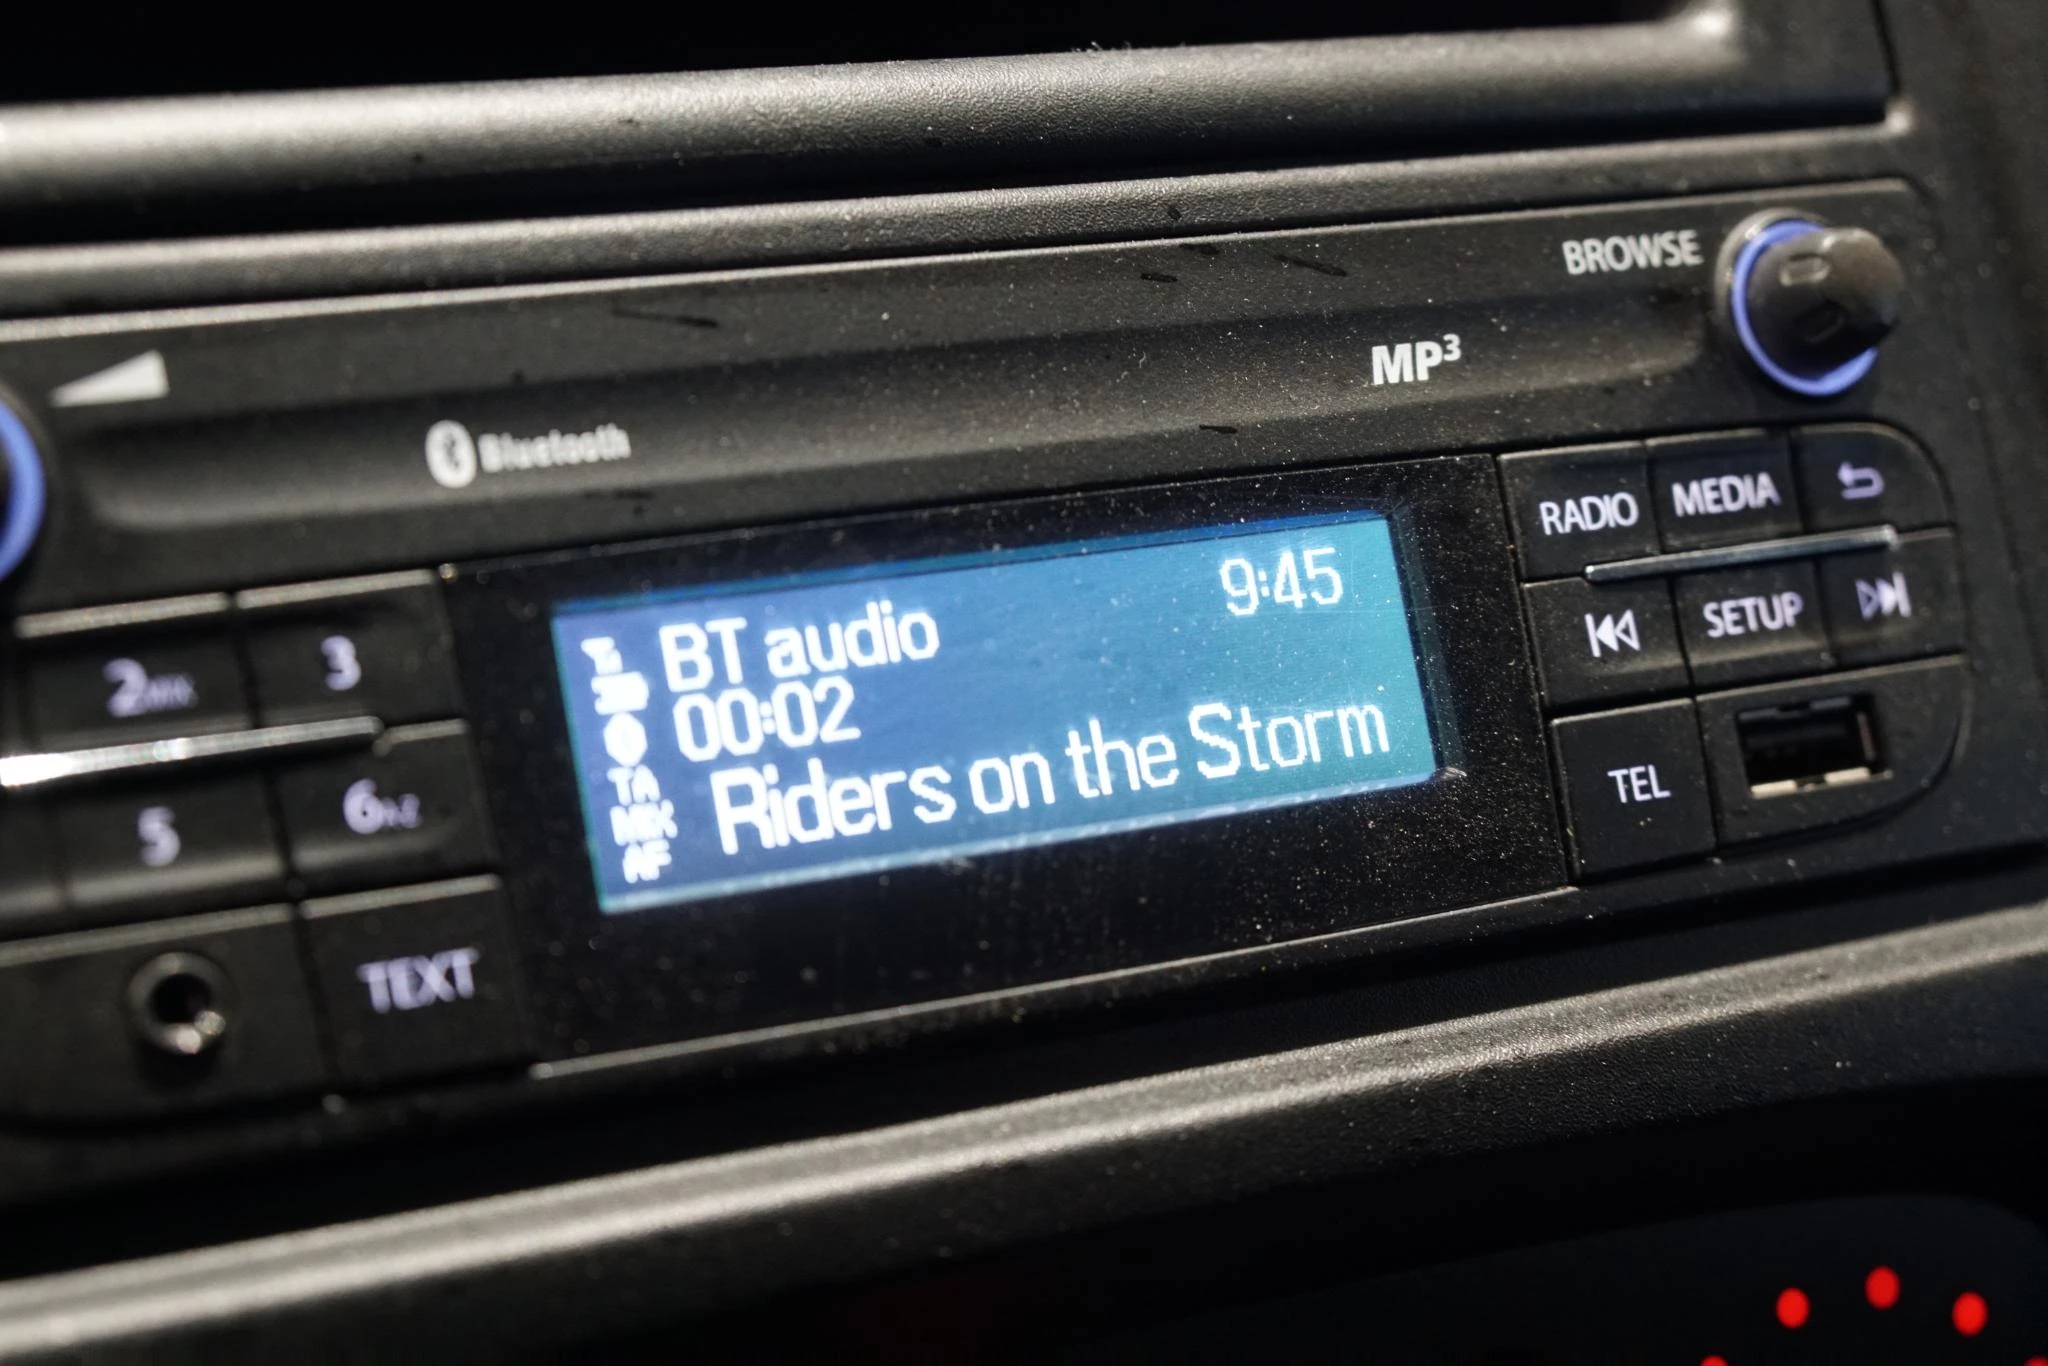 BROWSE
MP³
Bluetooth
RADIO MEDIA
9:45
BT audio
SETUP
2 3
00:02
Riders on the Storm
TA
TEL
5 6
AF
TEXT